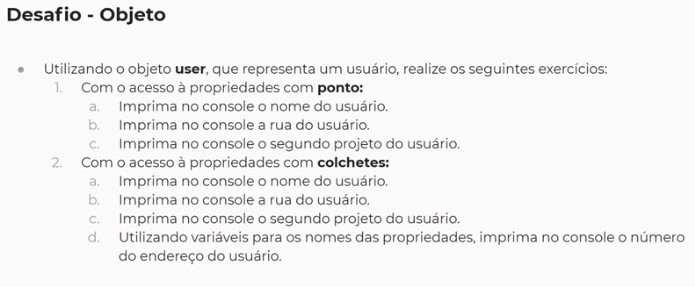 Desafio - Objeto
● Utilizando o objeto user, que representa um usuário, realize os seguintes exercícios:
1. Com o acesso à propriedades com ponto:
a. Imprima no console o nome do usuário.
b. Imprima no console a rua do usuário.
c. Imprima no console o segundo projeto do usuário.
2. Com o acesso à propriedades com colchetes:
a. Imprima no console o nome do usuário.
b. Imprima no console a rua do usuário.
c. Imprima no console o segundo projeto do usuário.
d. Utilizando variáveis para os nomes das propriedades, imprima no console o número
do endereço do usuário.